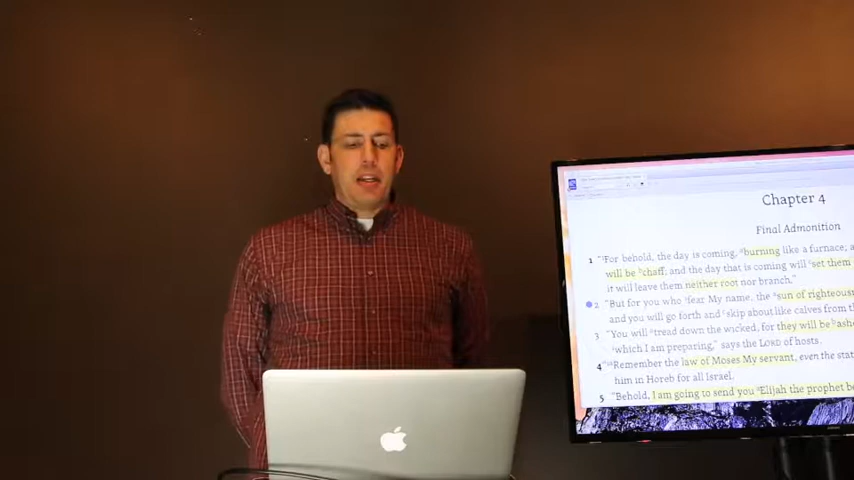 Chapter 4
Final Admonition
1 "For behold, the day is coming, burning like a furnace;
will be chaff; and the day that is coming will set them
it will leave them neither root nor branch."
2 "But for you who fear My name, the sun of righteous
and you will go forth and skip about like calves from
3 "You will tread down the wicked, for they will be ashe
which I am preparing," says the LORD of hosts.
4 "Remember the law of Moses My servant, even the stat
him in Horeb for all Israel.
5 "Behold, I am going to send you Elijah the prophet be